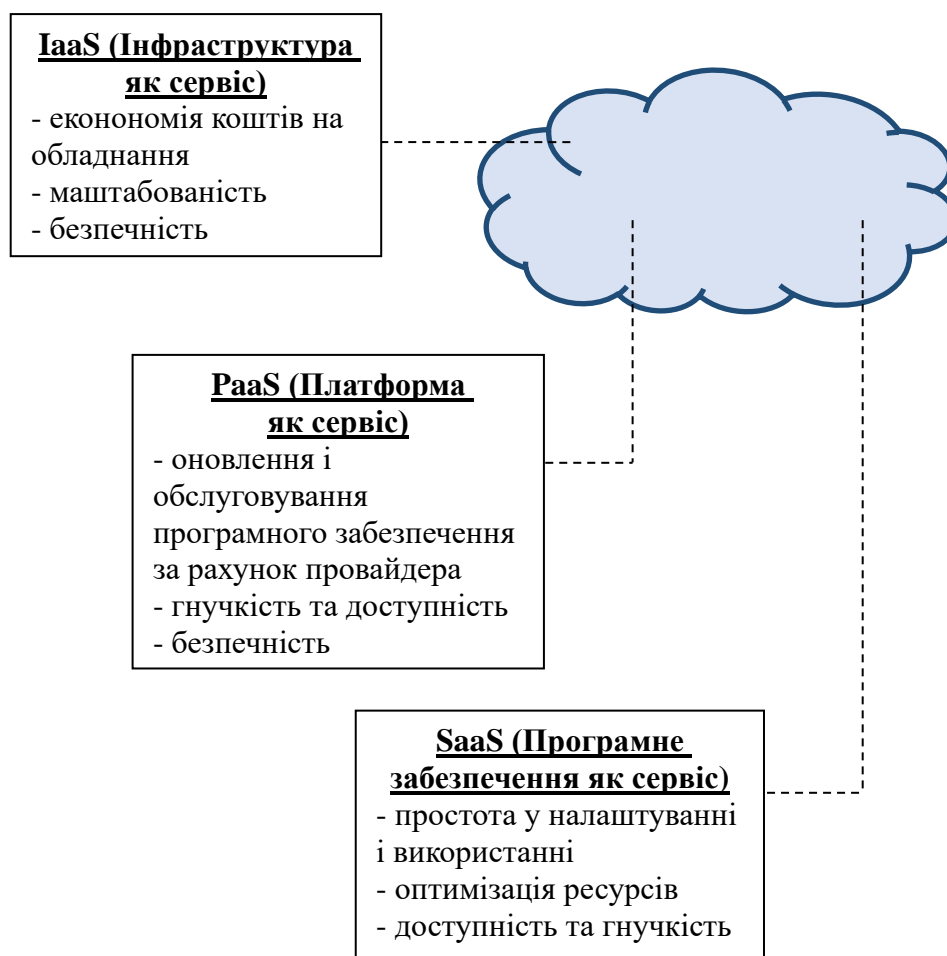 IaaS (Інфраструктура
як сервіс)
- еконономія коштів на
обладнання
- маштабованість
- безпечність
PaaS (Платформа
як сервіс)
- оновлення і
обслуговування
програмного забезпечення
за рахунок провайдера
- гнучкість та доступність
- безпечність
SaaS (Програмне
забезпечення як сервіс)
- простота у налаштуванні
і використанні
- оптимізація ресурсів
- доступність та гнучкість